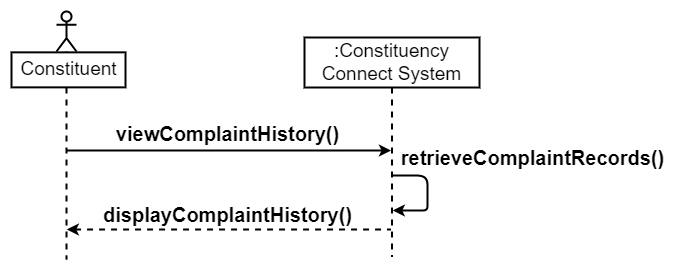 Constituent
:Constituency
Connect System
viewComplaintHistory()
retrieveComplaintRecords()
displayComplaintHistory()